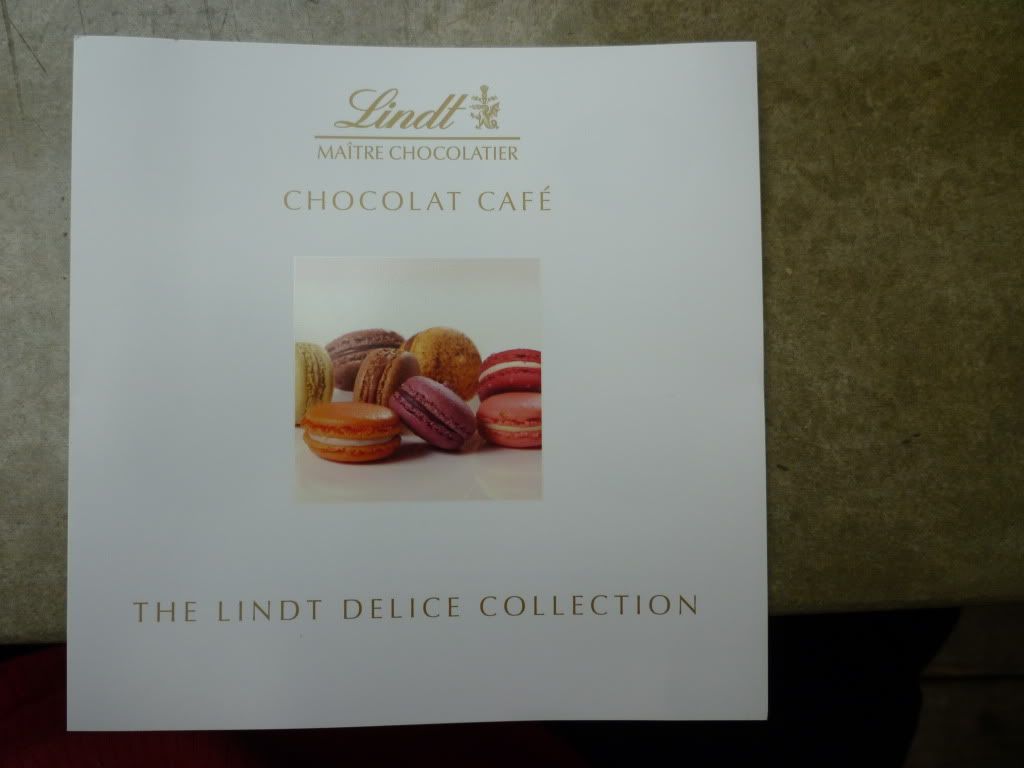 Lindt
MAÎTRE CHOCOLATIER
CHOCOLAT CAFÉ
THE LINDT DELICE COLLECTION